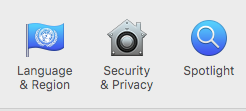 Language
& Region
Security
& Privacy
Spotlight